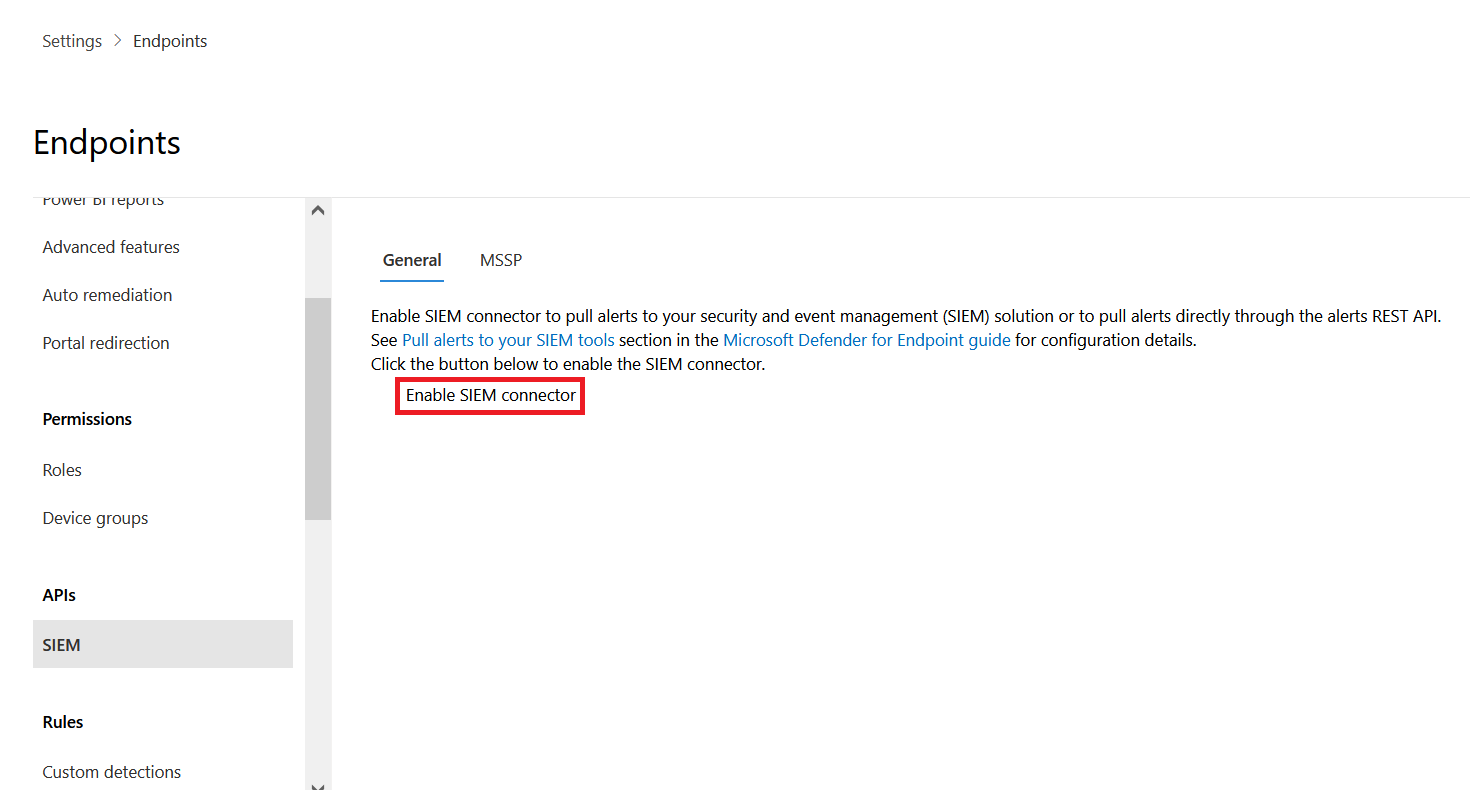 Settings > Endpoints
Endpoints
Power BI reports
Advanced features
Auto remediation
Portal redirection
Permissions
Roles
Device groups
APIs
SIEM
Rules
Custom detections
General MSSP
Enable SIEM connector to pull alerts to your security and event management (SIEM) solution or to pull alerts directly through the alerts REST API.
See Pull alerts to your SIEM tools section in the Microsoft Defender for Endpoint guide for configuration details.
Click the button below to enable the SIEM connector.
Enable SIEM connector